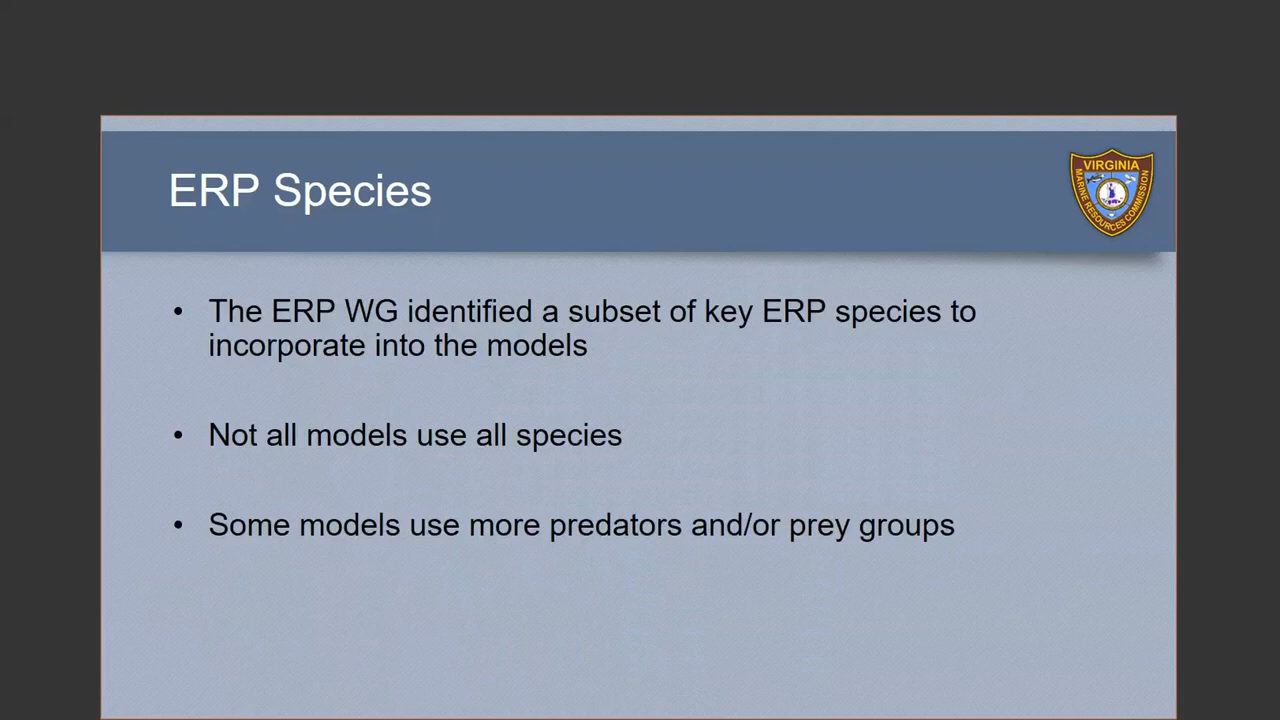 ERP Species
VIRGINIA
MARINE RESOURCES COMMISSION
• The ERP WG identified a subset of key ERP species to
incorporate into the models
• Not all models use all species
• Some models use more predators and/or prey groups